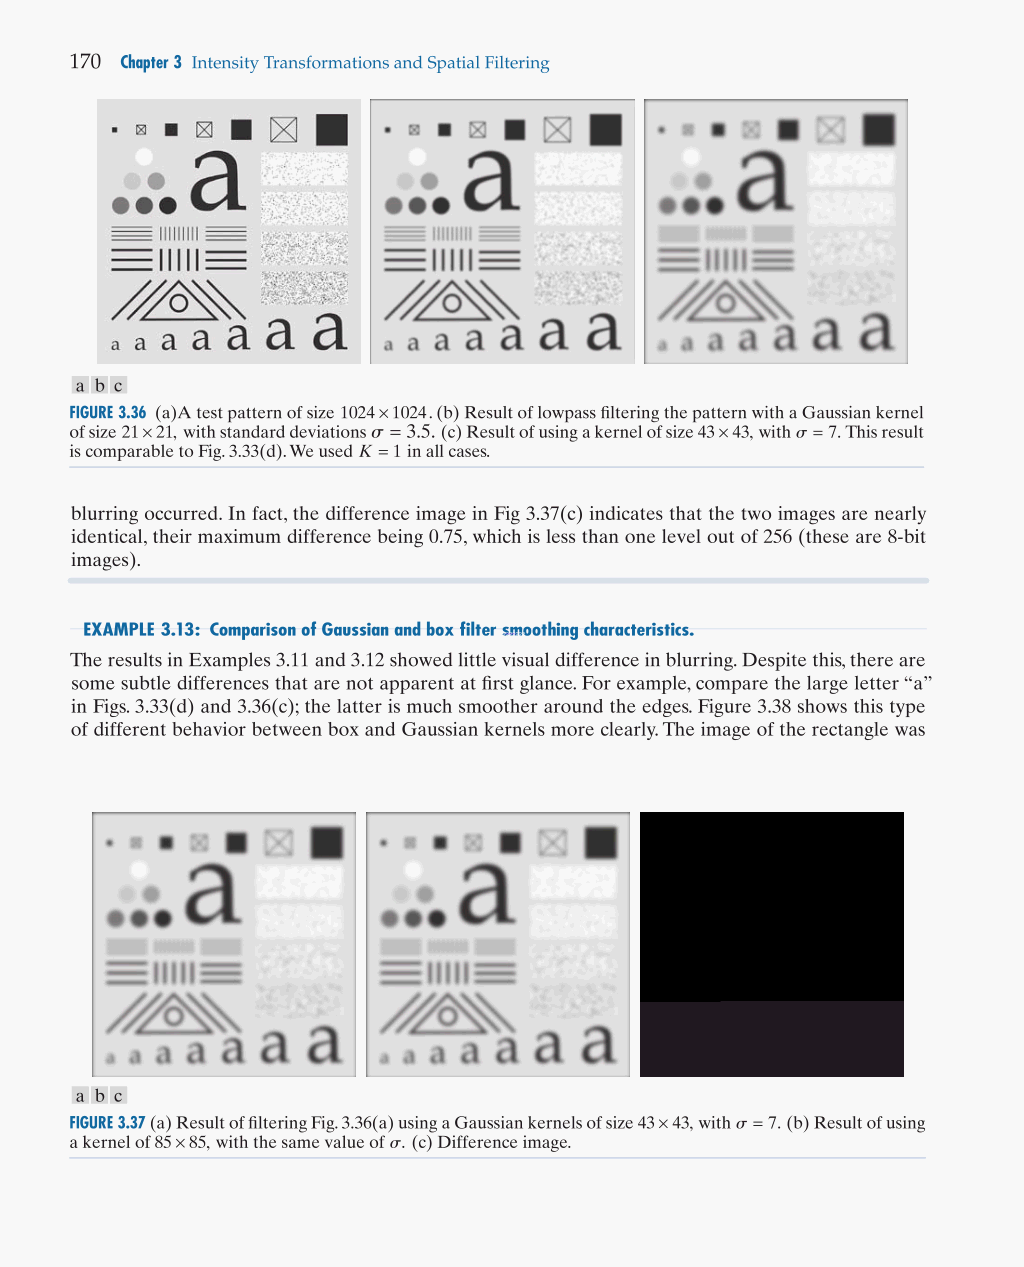 170 Chapter 3 Intensity Transformations and Spatial Filtering
a
a a a a a a
a
a a a a a a
a
a a a a a a
a b c
FIGURE 3.36 (a)A test pattern of size 1024 × 1024. (b) Result of lowpass filtering the pattern with a Gaussian kernel
of size 21 × 21, with standard deviations σ = 3.5. (c) Result of using a kernel of size 43 × 43, with σ = 7. This result
is comparable to Fig. 3.33(d). We used K = 1 in all cases.
blurring occurred. In fact, the difference image in Fig 3.37(c) indicates that the two images are nearly
identical, their maximum difference being 0.75, which is less than one level out of 256 (these are 8-bit
images).
EXAMPLE 3.13: Comparison of Gaussian and box filter smoothing characteristics.
The results in Examples 3.11 and 3.12 showed little visual difference in blurring. Despite this, there are
some subtle differences that are not apparent at first glance. For example, compare the large letter “a”
in Figs. 3.33(d) and 3.36(c); the latter is much smoother around the edges. Figure 3.38 shows this type
of different behavior between box and Gaussian kernels more clearly. The image of the rectangle was
a
a a a a a a
a
a a a a a a
a b c
FIGURE 3.37 (a) Result of filtering Fig. 3.36(a) using a Gaussian kernels of size 43 × 43, with σ = 7. (b) Result of using
a kernel of 85 × 85, with the same value of σ. (c) Difference image.